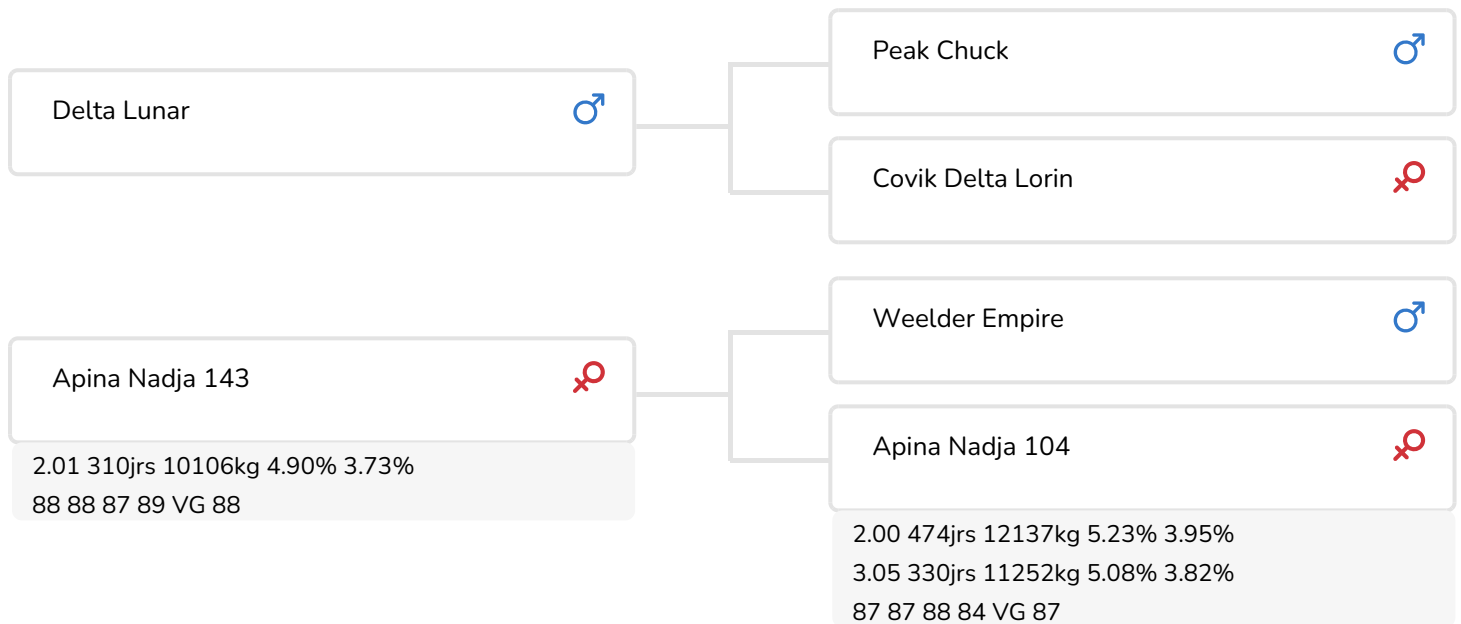 Peak Chuck
Delta Lunar
Covik Delta Lorin
Weelder Empire
Apina Nadja 143
2.01 310jrs 10106kg 4.90% 3.73%
88 88 87 89 VG 88
Apina Nadja 104
2.00 474jrs 12137kg 5.23% 3.95%
3.05 330jrs 11252kg 5.08% 3.82%
87 87 88 84 VG 87